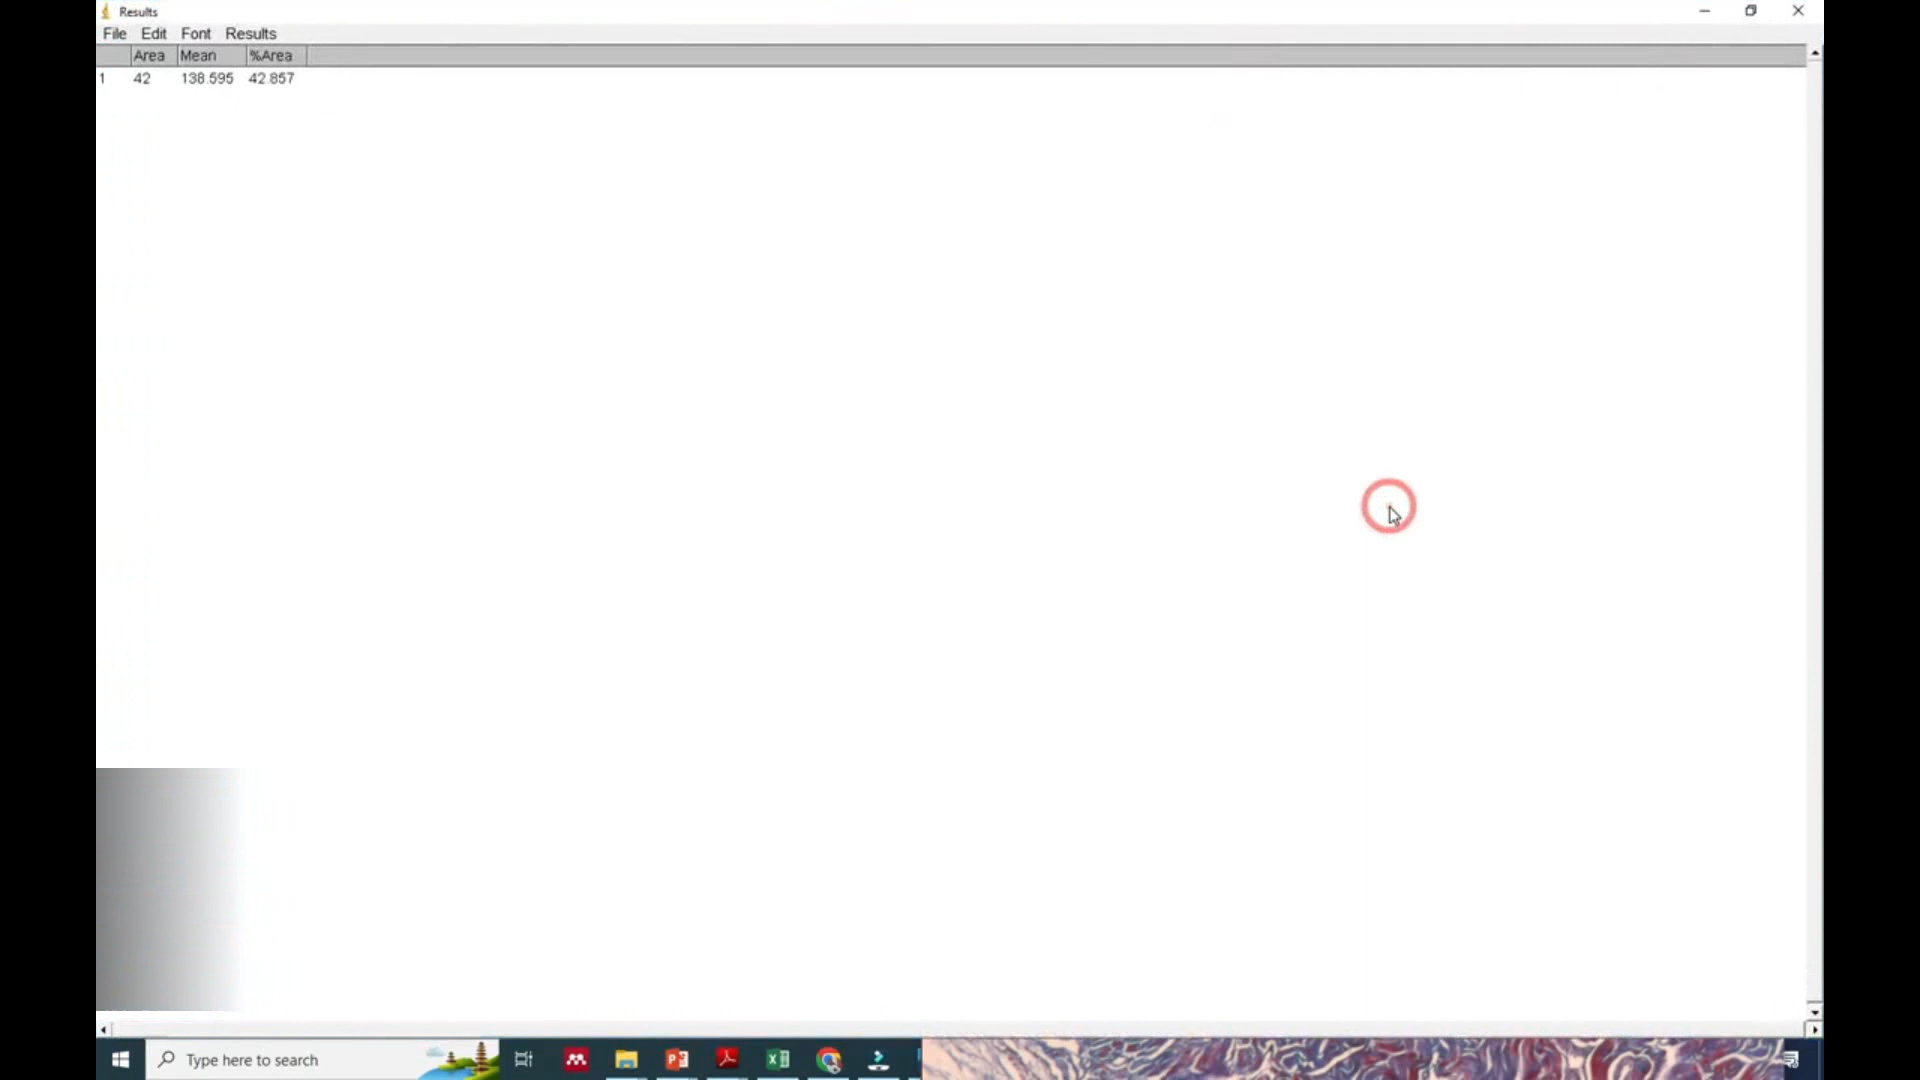 Results
File Edit Font Results
Area Mean %Area
1 42 138.595 42.857
Type here to search